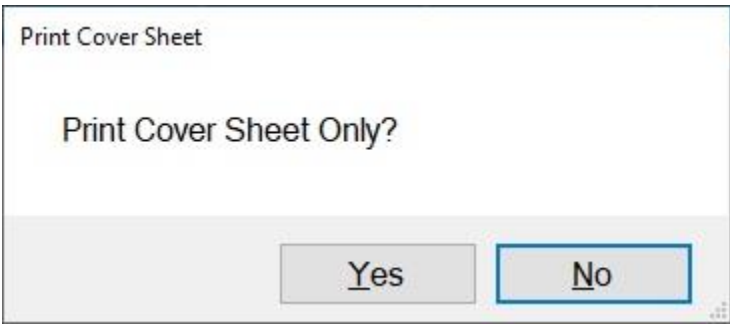 Print Cover Sheet
Print Cover Sheet Only?
Yes No